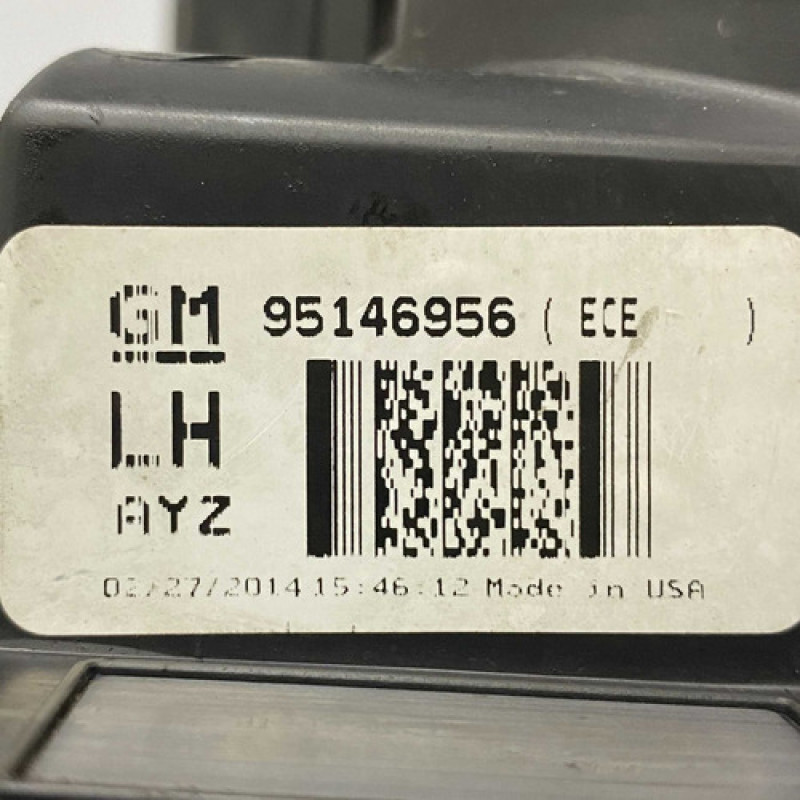 GM 95146956 ( ECE )
LH
AYZ
02/27/2014 15:46:12 Made in USA